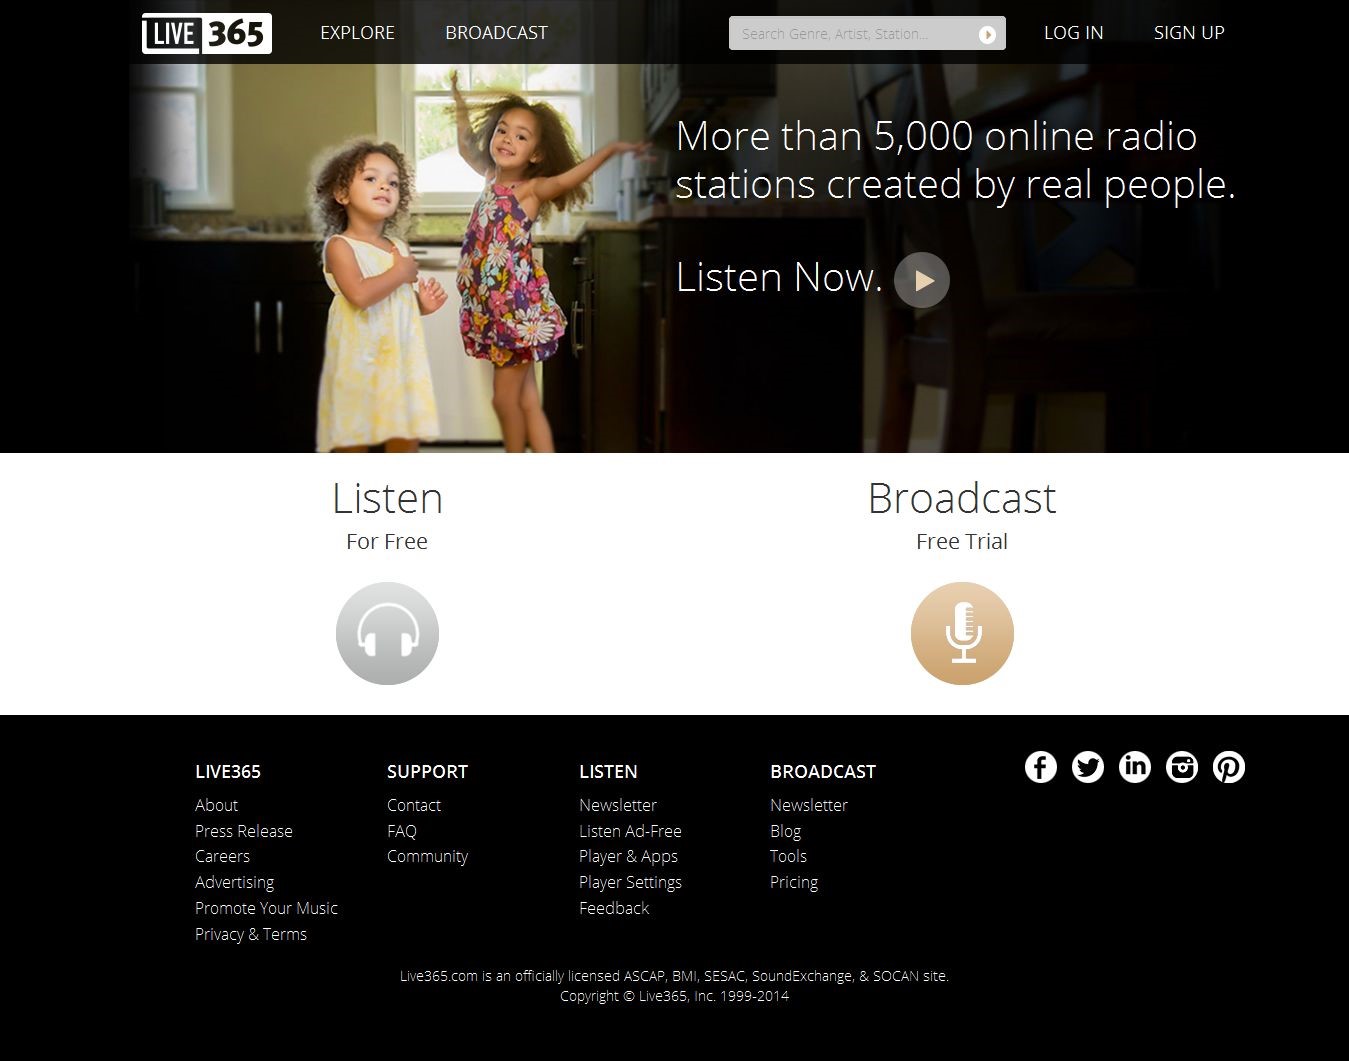 LIVE 365
EXPLORE
BROADCAST
Search Genre, Artist, Station...
LOG IN
SIGN UP
More than 5,000 online radio
stations created by real people.
Listen Now.
Listen
For Free
Broadcast
Free Trial
LIVE365
About
Press Release
Careers
Advertising
Promote Your Music
Privacy & Terms
SUPPORT
Contact
FAQ
Community
LISTEN
Newsletter
Listen Ad-Free
Player & Apps
Player Settings
Feedback
BROADCAST
Newsletter
Blog
Tools
Pricing
Live365.com is an officially licensed ASCAP, BMI, SESAC, SoundExchange, & SOCAN site.
Copyright © Live365, Inc. 1999-2014